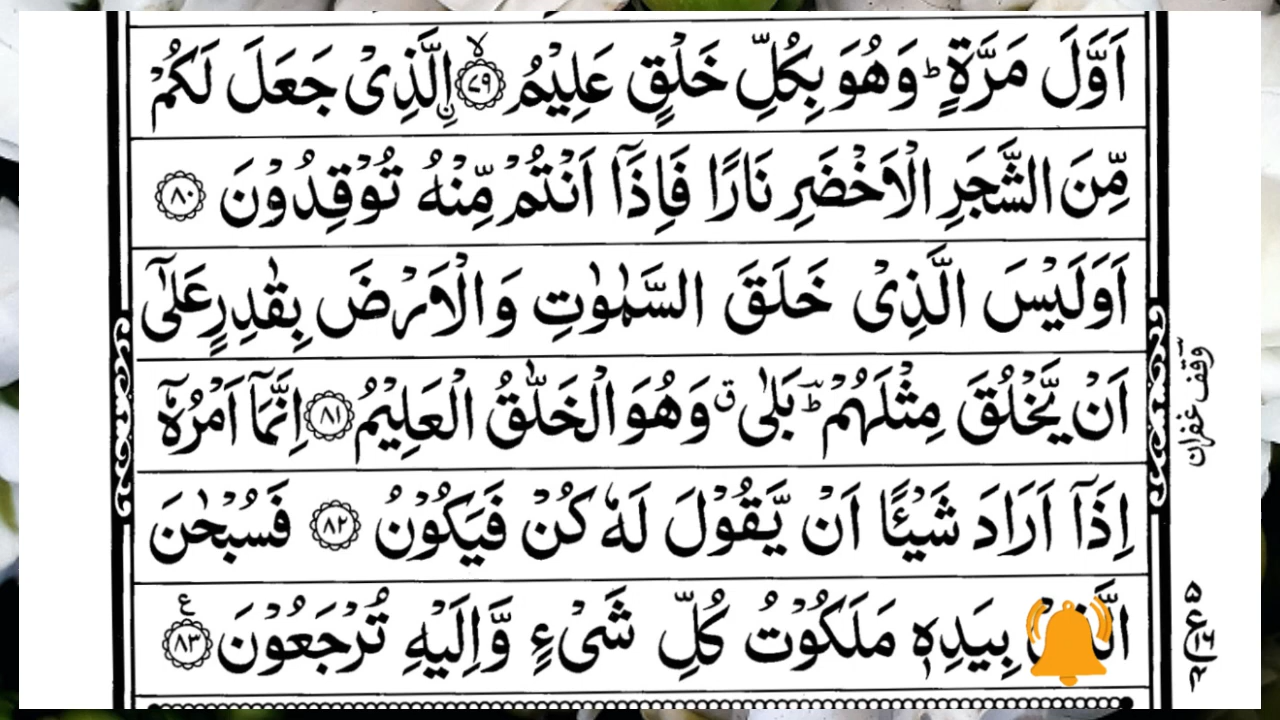 اَوَّلَ مَرَّةٍ ؕ وَهُوَ بِكُلِّ خَلْقٍ عَلِيْمُ ۙ﴿۷۹﴾ اِ۟لَّذِىْ جَعَلَ لَكُمْ
مِّنَ الشَّجَرِ الْاَخْضَرِ نَارًا فَاِذَاۤ اَنْتُمْ مِّنْهُ تُوْقِدُوْنَ ﴿۸۰﴾
اَوَلَيْسَ الَّذِىْ خَلَقَ السَّمٰوٰتِ وَالْاَرْضَ بِقٰدِرٍ عَلٰٓى
اَنْ يَّخْلُقَ مِثْلَهُمْ ؕ بَلٰى ۗ وَهُوَ الْخَلّٰقُ الْعَلِيْمُ ﴿۸۱﴾ اِنَّمَاۤ اَمْرُهٗۤ
اِذَاۤ اَرَادَ شَيْـًٔا اَنْ يَّقُوْلَ لَهٗ كُنْ فَيَكُوْنُ ﴿۸۲﴾ فَسُبْحٰنَ
بِيَدِهٖ مَلَكُوْتُ كُلِّ شَىْءٍ وَّاِلَيْهِ تُرْجَعُوْنَ ﴿۸۳﴾ ع
وقف غفران